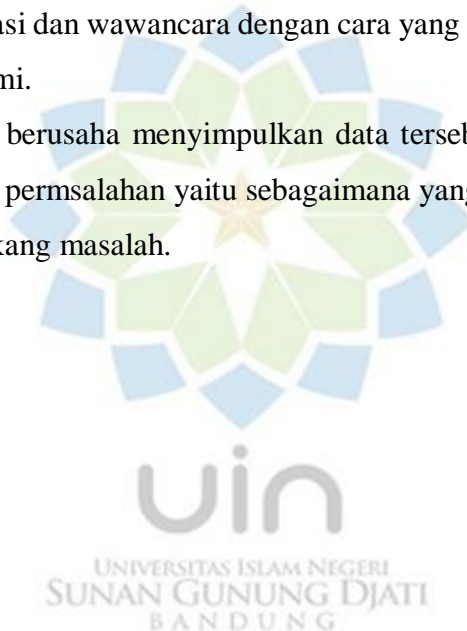 asi dan wawancara dengan cara yang
mi.
berusaha menyimpulkan data terseb
permsalahan yaitu sebagaimana yang
kang masalah.
uin
UNIVERSITAS ISLAM NEGERI
SUNAN GUNUNG DJATI
BANDUNG